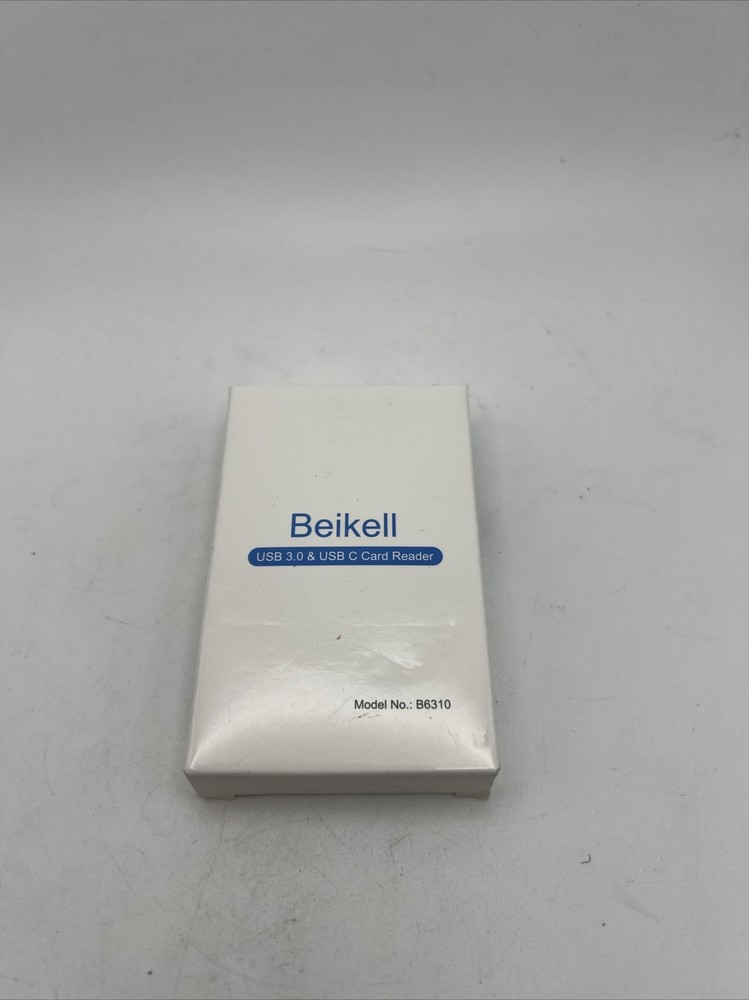 Beikell
USB 3.0 & USB C Card Reader
Model No.: B6310